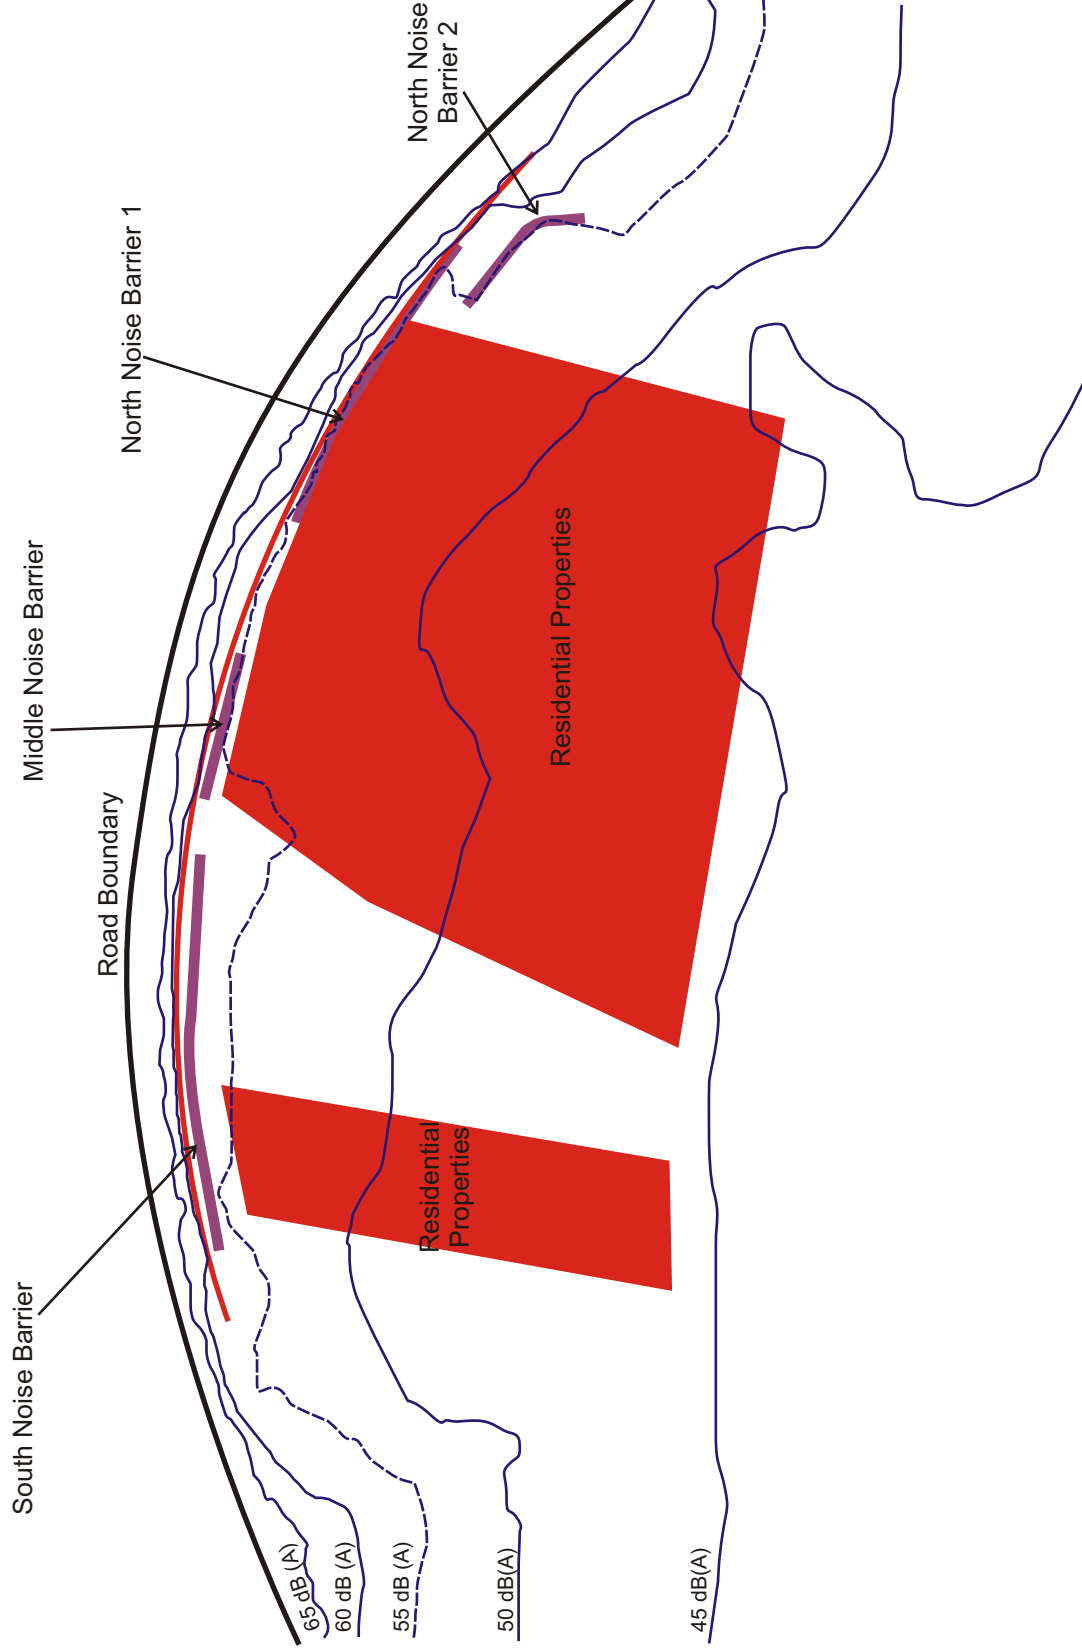 South Noise Barrier
Road Boundary
Middle Noise Barrier
North Noise Barrier 1
North Noise
Barrier 2
Residential
Properties
Residential Properties
65 dB (A)
60 dB (A)
55 dB (A)
50 dB(A)
45 dB(A)